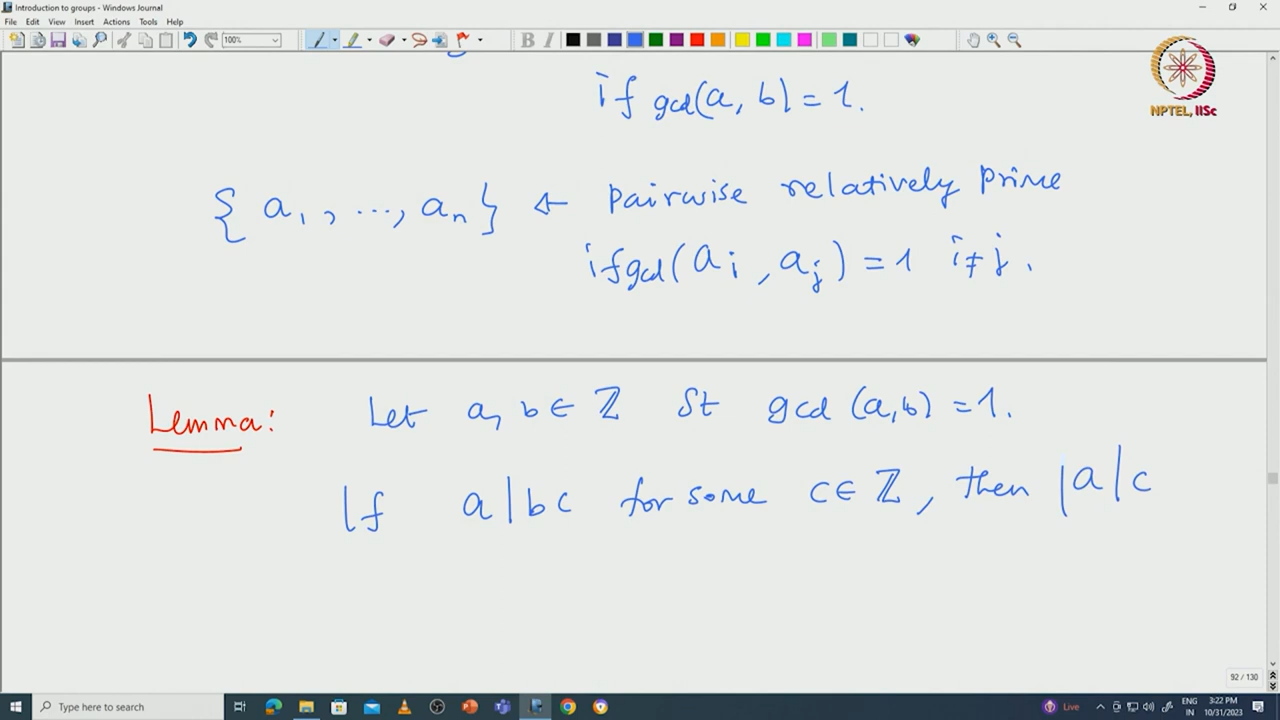 Introduction to groups - Windows Journal
File Edit View Insert Actions Tools Help
100%
B I
NPTEL, IISc
if gcd(a, b) = 1.
{ a1, ..., an } ← pairwise relatively prime
if gcd( ai, aj ) = 1 i≠j.
Lemma: Let a, b ∈ ℤ st gcd (a,b) = 1.
If a | bc for some c ∈ ℤ, then |a|c
92 / 130
Type here to search
Live
ENG
IN
3:22 PM
10/31/2023